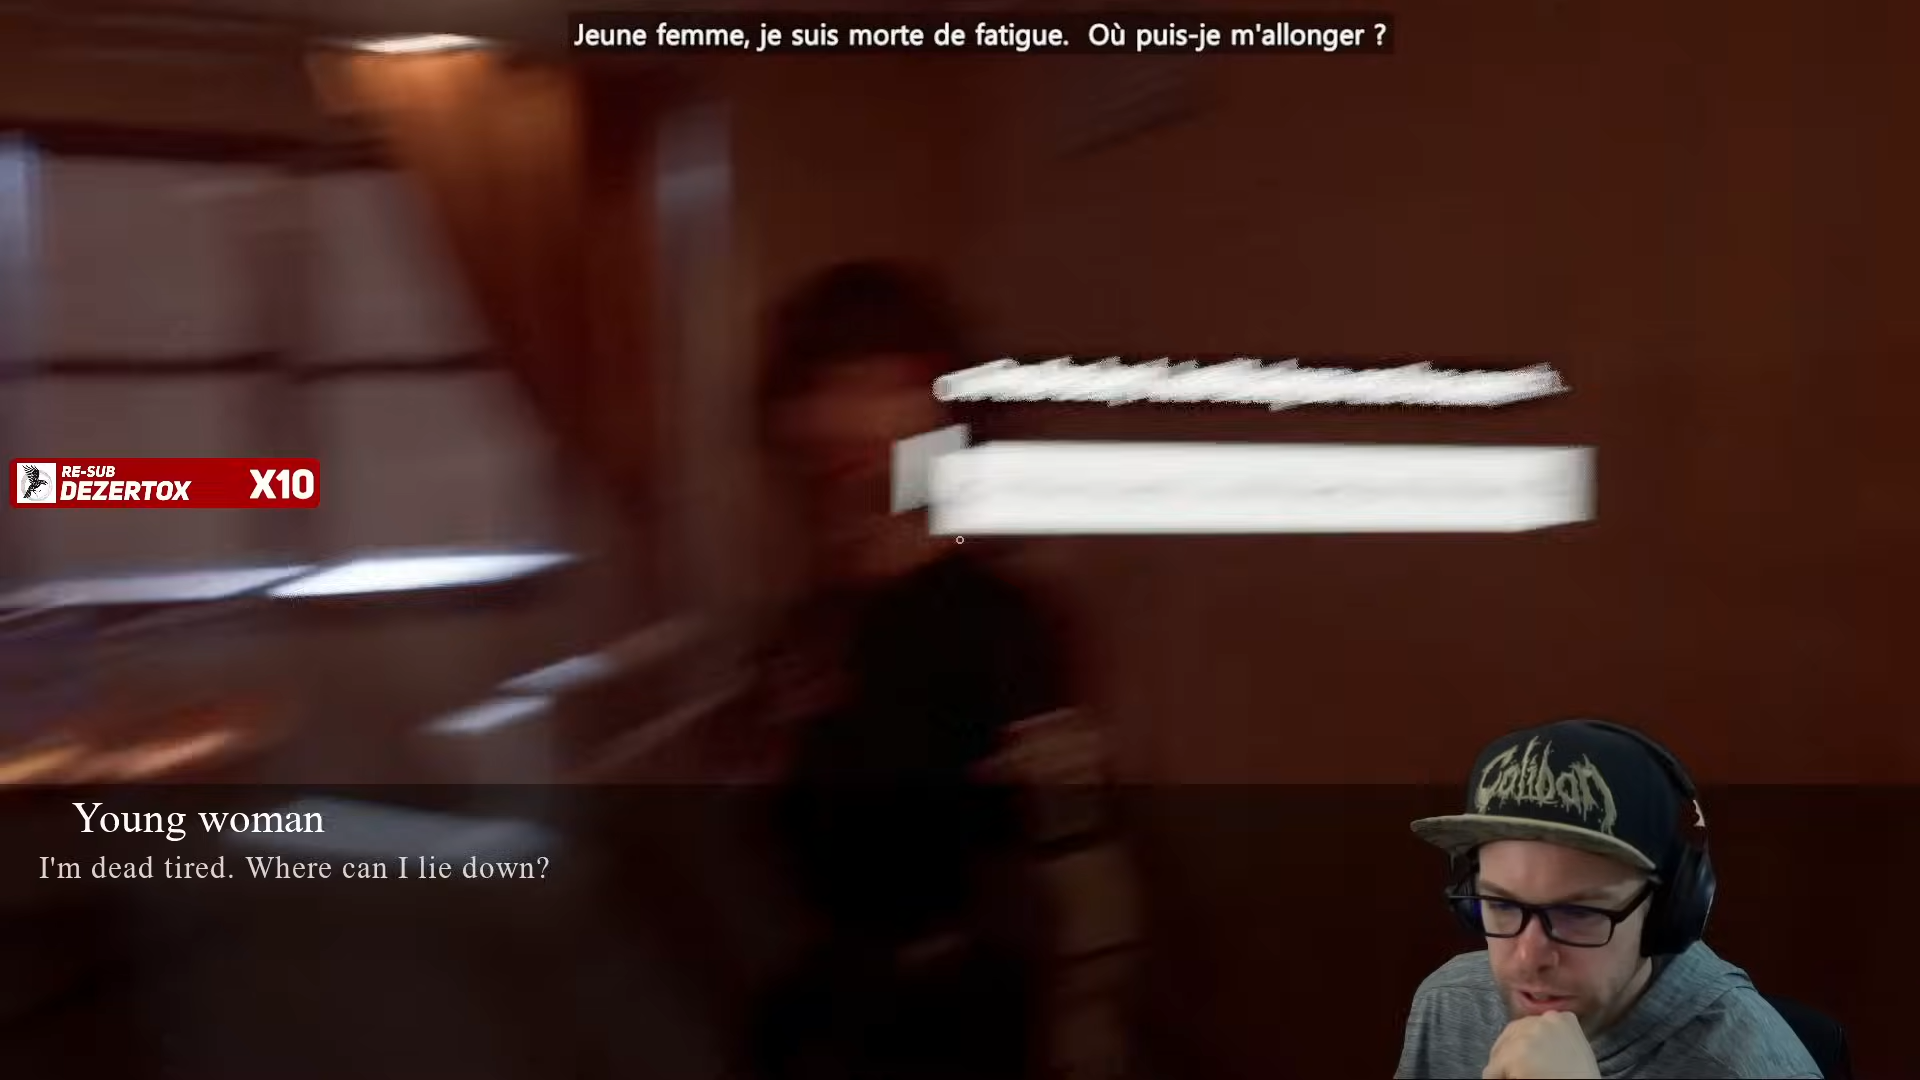 Jeune femme, je suis morte de fatigue. Où puis-je m'allonger ?
RE-SUB
DEZERTOX X10
Young woman
I'm dead tired. Where can I lie down?
Caliban